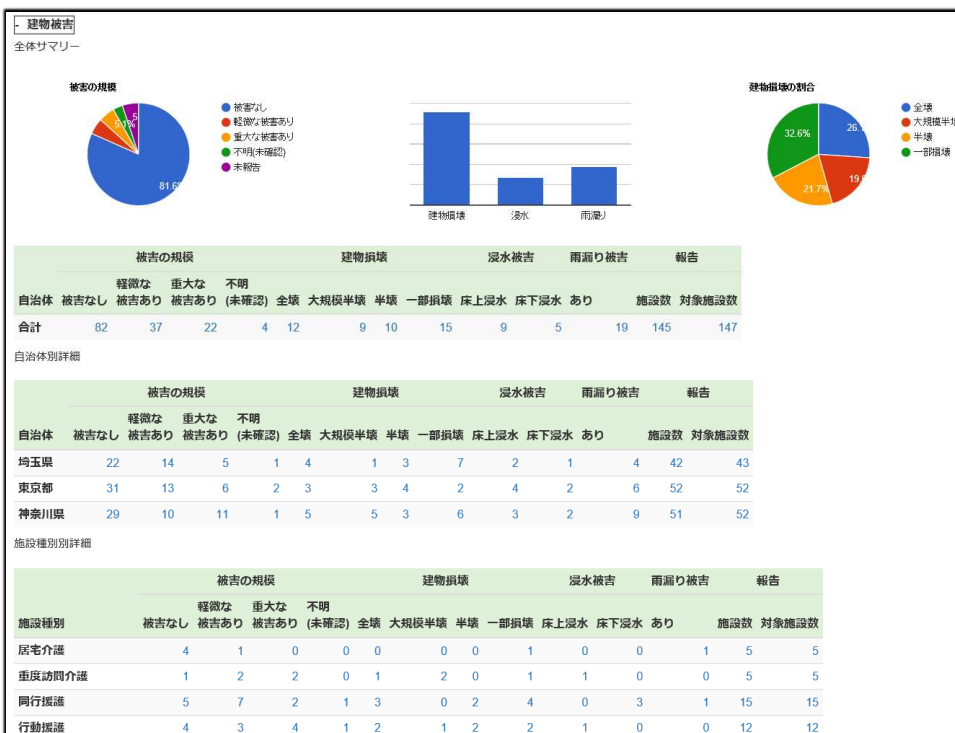 - 建物被害
全体サマリー
被害の規模
被害なし
軽微な被害あり
重大な被害あり
不明(未確認)
未報告
81.6%
5.1%
5
建物損壊 浸水 雨漏り
建物損壊の割合
全壊
大規模半壊
半壊
一部損壊
32.6%
26.
19.
21.7%
被害の規模 建物損壊 浸水被害 雨漏り被害 報告
軽微な 重大な 不明
自治体 被害なし 被害あり 被害あり (未確認) 全壊 大規模半壊 半壊 一部損壊 床上浸水 床下浸水 あり 施設数 対象施設数
合計 82 37 22 4 12 9 10 15 9 5 19 145 147
自治体別詳細
被害の規模 建物損壊 浸水被害 雨漏り被害 報告
軽微な 重大な 不明
自治体 被害なし 被害あり 被害あり (未確認) 全壊 大規模半壊 半壊 一部損壊 床上浸水 床下浸水 あり 施設数 対象施設数
埼玉県 22 14 5 1 4 1 3 7 2 1 4 42 43
東京都 31 13 6 2 3 3 4 2 4 2 6 52 52
神奈川県 29 10 11 1 5 5 3 6 3 2 9 51 52
施設種別別詳細
被害の規模 建物損壊 浸水被害 雨漏り被害 報告
軽微な 重大な 不明
施設種別 被害なし 被害あり 被害あり (未確認) 全壊 大規模半壊 半壊 一部損壊 床上浸水 床下浸水 あり 施設数 対象施設数
居宅介護 4 1 0 0 0 0 0 1 0 0 1 5 5
重度訪問介護 1 2 2 0 1 2 0 1 1 0 0 5 5
同行援護 5 7 2 1 3 0 2 4 0 3 1 15 15
行動援護 4 3 4 1 2 1 2 2 1 0 0 12 12